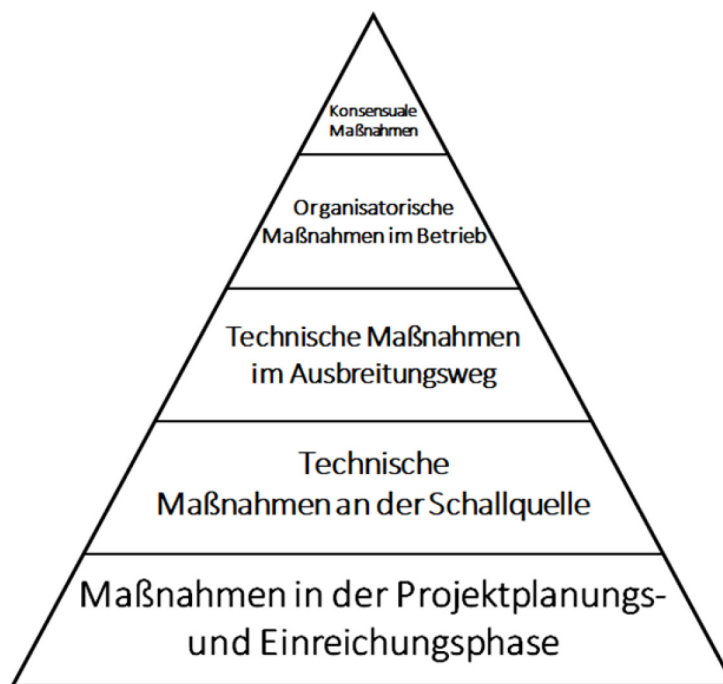 Konsensuale
Maßnahmen
Organisatorische
Maßnahmen im Betrieb
Technische Maßnahmen
im Ausbreitungsweg
Technische
Maßnahmen an der Schallquelle
Maßnahmen in der Projektplanungs-
und Einreichungsphase